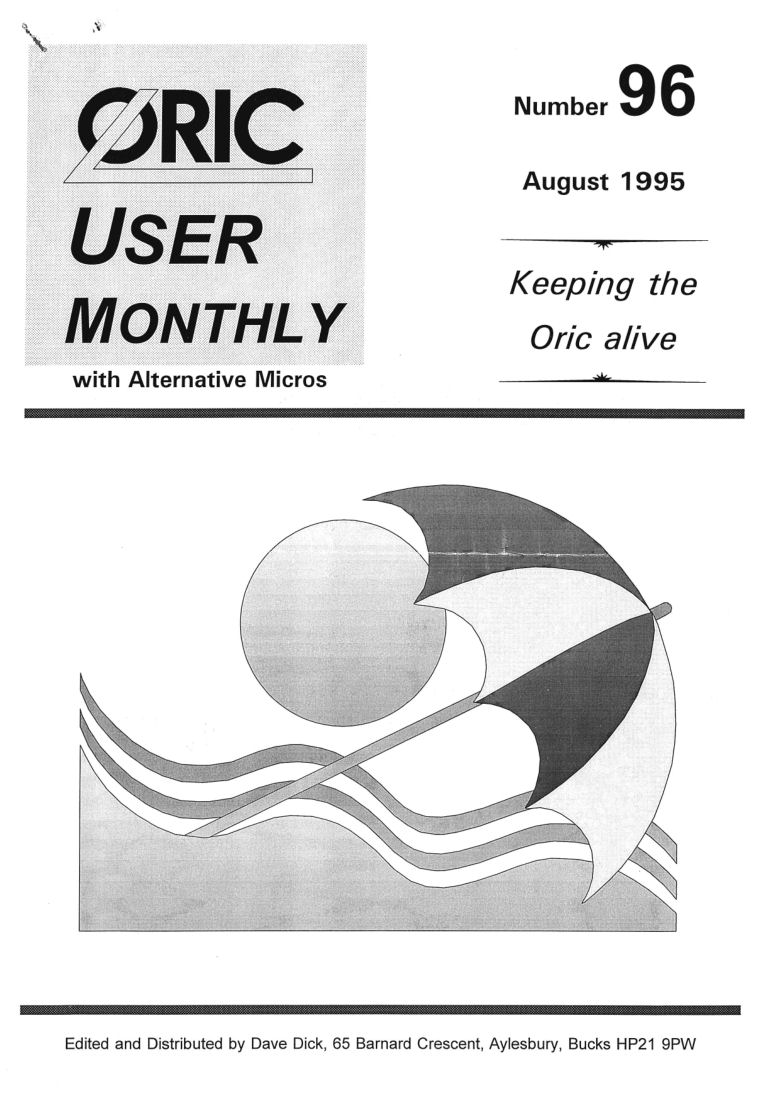 ORIC
USER
MONTHLY
with Alternative Micros
Number 96
August 1995
Keeping the
Oric alive
Edited and Distributed by Dave Dick, 65 Barnard Crescent, Aylesbury, Bucks HP21 9PW